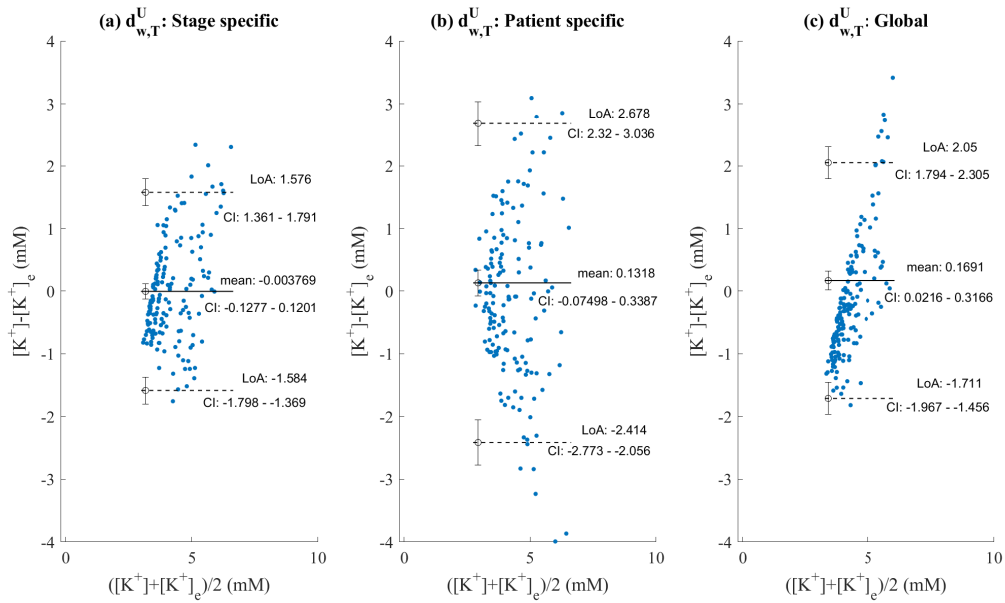 (a) d^U_w,T: Stage specific
4
3
2
1
0
-1
-2
-3
-4
[K+]-[K+]e (mM)
LoA: 1.576
CI: 1.361 - 1.791
mean: -0.003769
CI: -0.1277 - 0.1201
LoA: -1.584
CI: -1.798 - -1.369
0
5
10
([K+]+[K+]e)/2 (mM)
(b) d^U_w,T: Patient specific
4
3
2
1
0
-1
-2
-3
-4
[K+]-[K+]e (mM)
LoA: 2.678
CI: 2.32 - 3.036
mean: 0.1318
CI: -0.07498 - 0.3387
LoA: -2.414
CI: -2.773 - -2.056
0
5
10
([K+]+[K+]e)/2 (mM)
(c) d^U_w,T: Global
4
3
2
1
0
-1
-2
-3
-4
[K+]-[K+]e (mM)
LoA: 2.05
CI: 1.794 - 2.305
mean: 0.1691
CI: 0.0216 - 0.3166
LoA: -1.711
CI: -1.967 - -1.456
0
5
10
([K+]+[K+]e)/2 (mM)